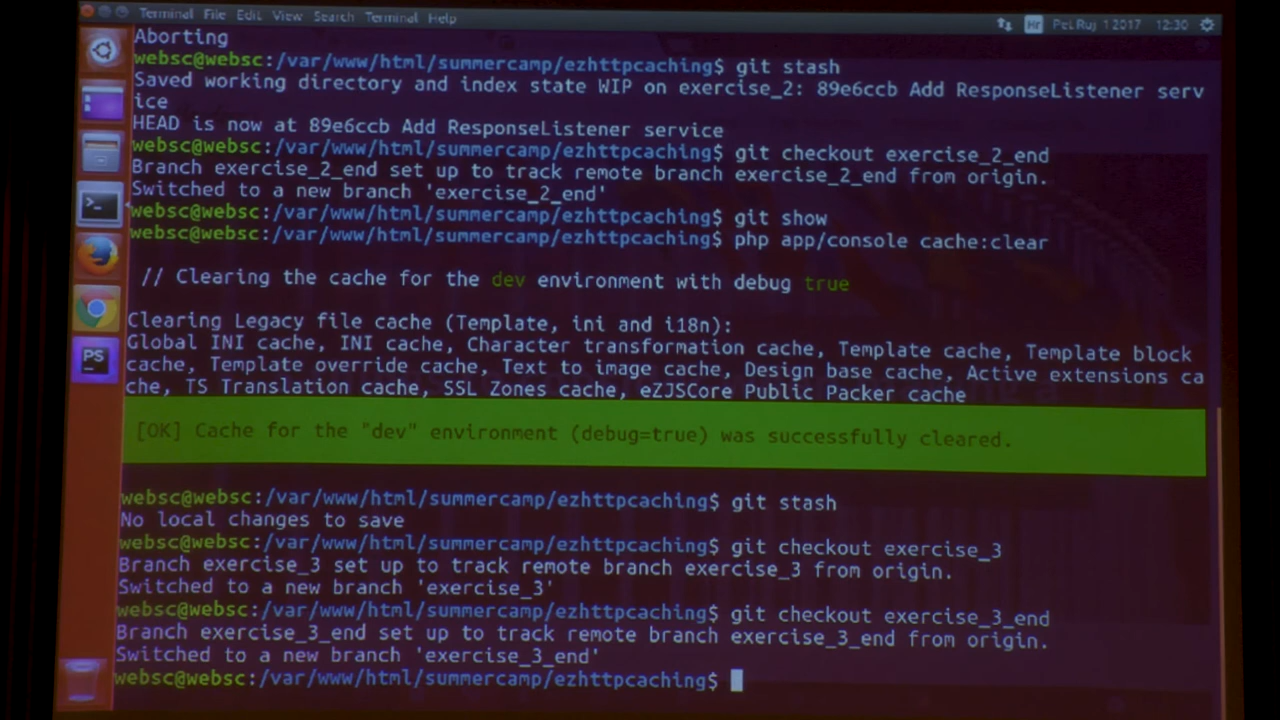 Terminal File Edit View Search Terminal Help
Hr Pet Ruj 1 2017 12:30
Aborting
websc@websc:/var/www/html/summercamp/ezhttpcaching$ git stash
Saved working directory and index state WIP on exercise_2: 89e6ccb Add ResponseListener serv
ice
HEAD is now at 89e6ccb Add ResponseListener service
websc@websc:/var/www/html/summercamp/ezhttpcaching$ git checkout exercise_2_end
Branch exercise_2_end set up to track remote branch exercise_2_end from origin.
Switched to a new branch 'exercise_2_end'
websc@websc:/var/www/html/summercamp/ezhttpcaching$ git show
websc@websc:/var/www/html/summercamp/ezhttpcaching$ php app/console cache:clear
// Clearing the cache for the dev environment with debug true
Clearing Legacy file cache (Template, ini and i18n):
Global INI cache, INI cache, Character transformation cache, Template cache, Template block
cache, Template override cache, Text to image cache, Design base cache, Active extensions ca
che, TS Translation cache, SSL Zones cache, eZJSCore Public Packer cache
[OK] Cache for the "dev" environment (debug=true) was successfully cleared.
websc@websc:/var/www/html/summercamp/ezhttpcaching$ git stash
No local changes to save
websc@websc:/var/www/html/summercamp/ezhttpcaching$ git checkout exercise_3
Branch exercise_3 set up to track remote branch exercise_3 from origin.
Switched to a new branch 'exercise_3'
websc@websc:/var/www/html/summercamp/ezhttpcaching$ git checkout exercise_3_end
Branch exercise_3_end set up to track remote branch exercise_3_end from origin.
Switched to a new branch 'exercise_3_end'
websc@websc:/var/www/html/summercamp/ezhttpcaching$
PS